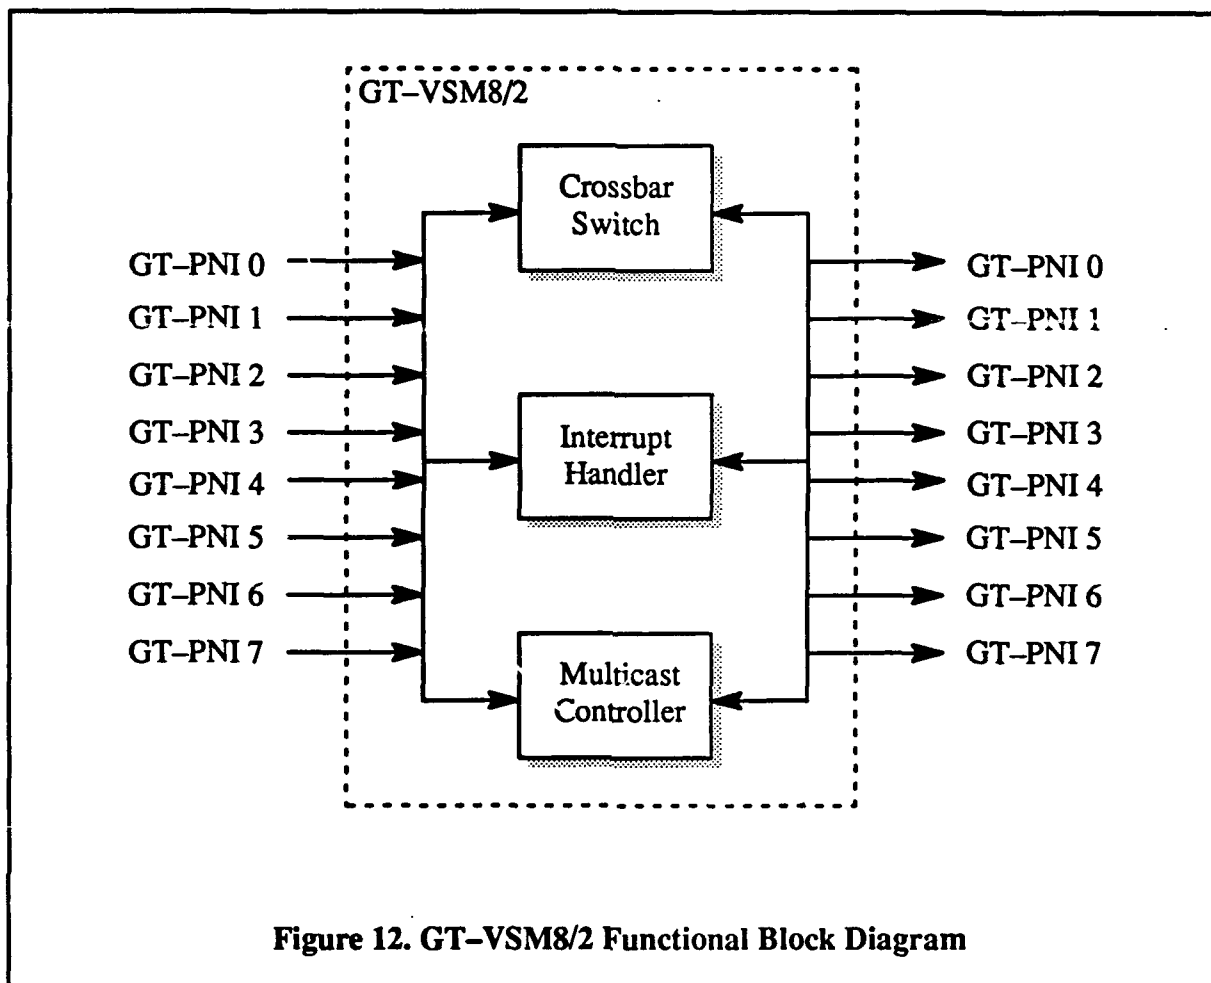 GT–VSM8/2
Crossbar
Switch
GT–PNI 0
GT–PNI 0
GT–PNI 1
GT–PNI 1
GT–PNI 2
GT–PNI 2
Interrupt
Handler
GT–PNI 3
GT–PNI 3
GT–PNI 4
GT–PNI 4
GT–PNI 5
GT–PNI 5
GT–PNI 6
GT–PNI 6
GT–PNI 7
GT–PNI 7
Multicast
Controller
Figure 12. GT–VSM8/2 Functional Block Diagram